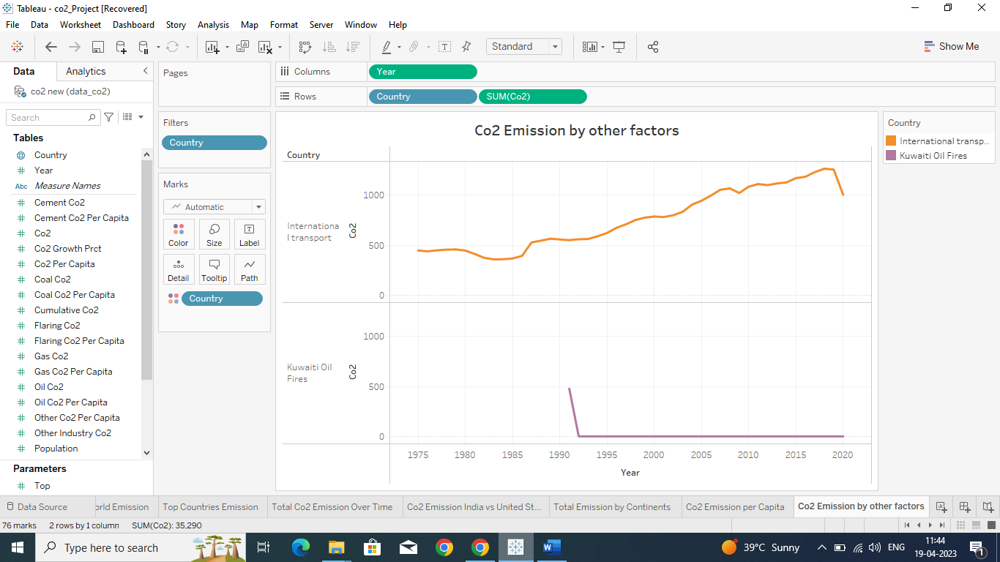 Tableau - co2_Project [Recovered]
File Data Worksheet Dashboard Story Analysis Map Format Server Window Help
Standard
Show Me
Data Analytics
co2 new (data_co2)
Search
Tables
Country
Year
Abc Measure Names
Cement Co2
Cement Co2 Per Capita
Co2
Co2 Growth Prct
Co2 Per Capita
Coal Co2
Coal Co2 Per Capita
Cumulative Co2
Flaring Co2
Flaring Co2 Per Capita
Gas Co2
Gas Co2 Per Capita
Oil Co2
Oil Co2 Per Capita
Other Co2 Per Capita
Other Industry Co2
Population
Parameters
Top
Pages
Filters
Country
Marks
Automatic
Color Size Label
Detail Tooltip Path
Country
Columns Year
Rows Country SUM(Co2)
Co2 Emission by other factors
Country
Internationa
l transport
Co2
1000
500
0
Kuwaiti Oil
Fires
Co2
1000
500
0
1975 1980 1985 1990 1995 2000 2005 2010 2015 2020
Year
Country
International transp..
Kuwaiti Oil Fires
Data Source orld Emission Top Countries Emission Total Co2 Emission Over Time Co2 Emission India vs United St... Total Emission by Continents Co2 Emission per Capita Co2 Emission by other factors
76 marks 2 rows by 1 column SUM(Co2): 35,290
Type here to search
W
39°C Sunny
ENG
11:44
19-04-2023
1